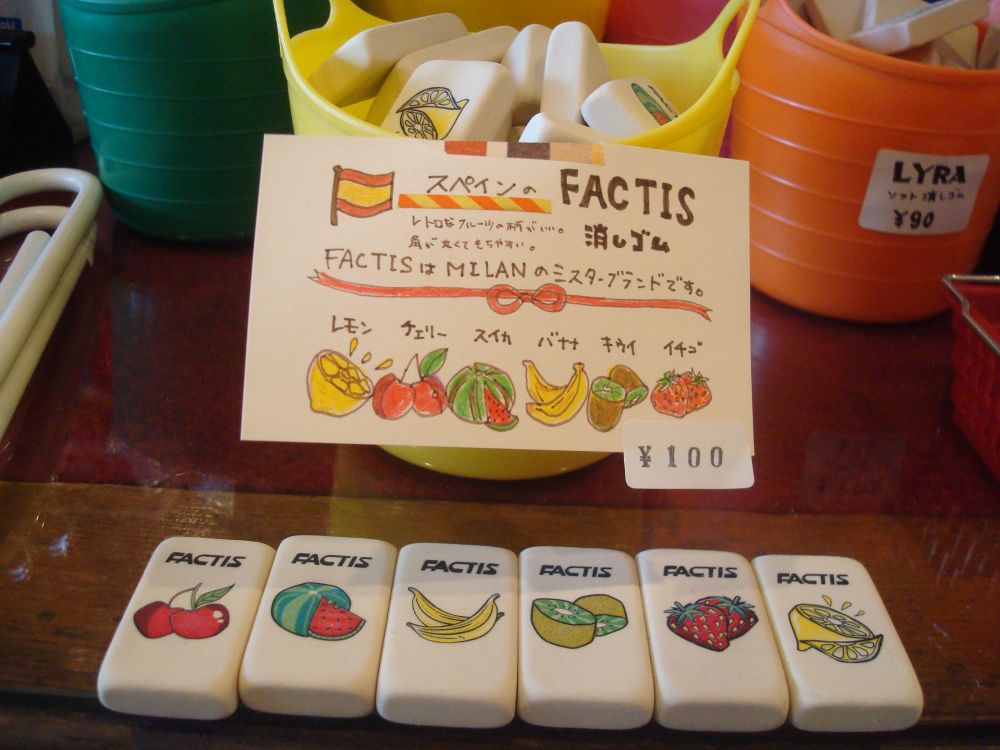 スペインの FACTIS
レトロなフルーツの柄がいい。
角が丸くてもちやすい。
消しゴム
FACTISはMILANのミスターブランドです。
レモン チェリー スイカ バナナ キウイ イチゴ
¥100
LYRA
ソフト消しゴム
¥90
FACTIS
FACTIS
FACTIS
FACTIS
FACTIS
FACTIS